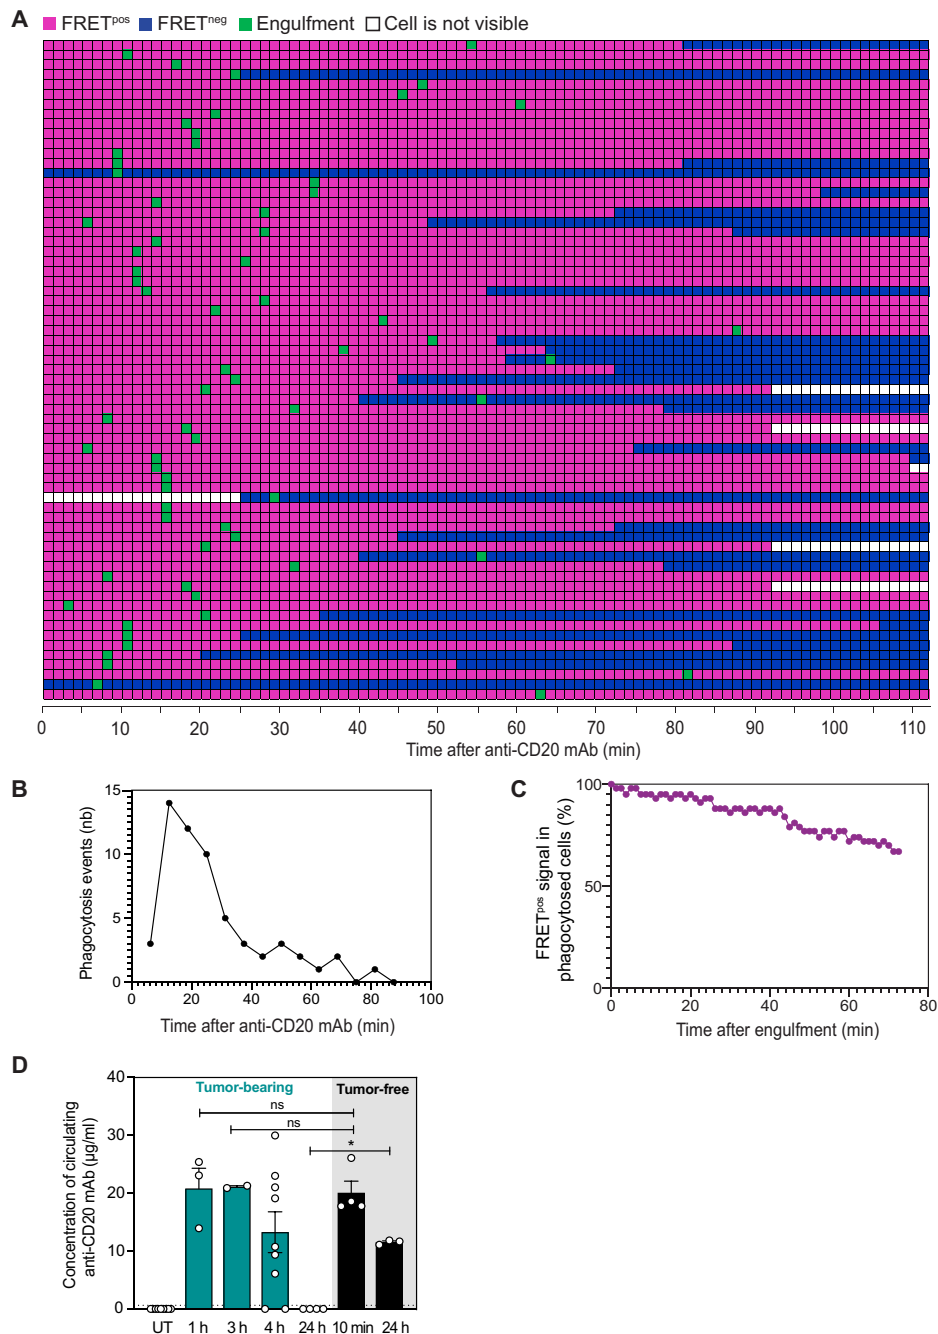 A
FRETpos FRETneg Engulfment Cell is not visible
0 10 20 30 40 50 60 70 80 90 100 110
Time after anti-CD20 mAb (min)
B
15
10
5
0
Phagocytosis events (nb)
0 20 40 60 80 100
Time after anti-CD20 mAb (min)
C
100
50
0
FRETpos signal in
phagocytosed cells (%)
0 20 40 60 80
Time after engulfment (min)
D
40
30
20
10
0
Concentration of circulating
anti-CD20 mAb (µg/ml)
Tumor-bearing Tumor-free
ns
ns
*
UT 1 h 3 h 4 h 24 h 10 min 24 h